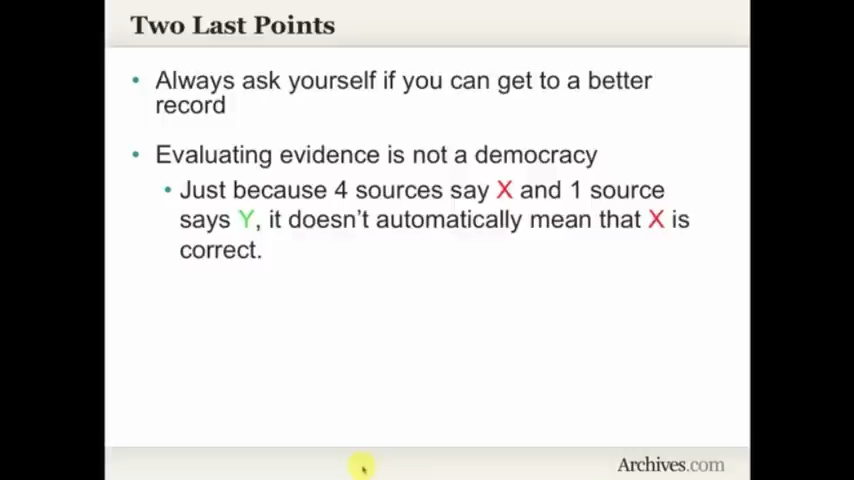 Two Last Points
• Always ask yourself if you can get to a better
record
• Evaluating evidence is not a democracy
• Just because 4 sources say X and 1 source
says Y, it doesn't automatically mean that X is
correct.
Archives.com